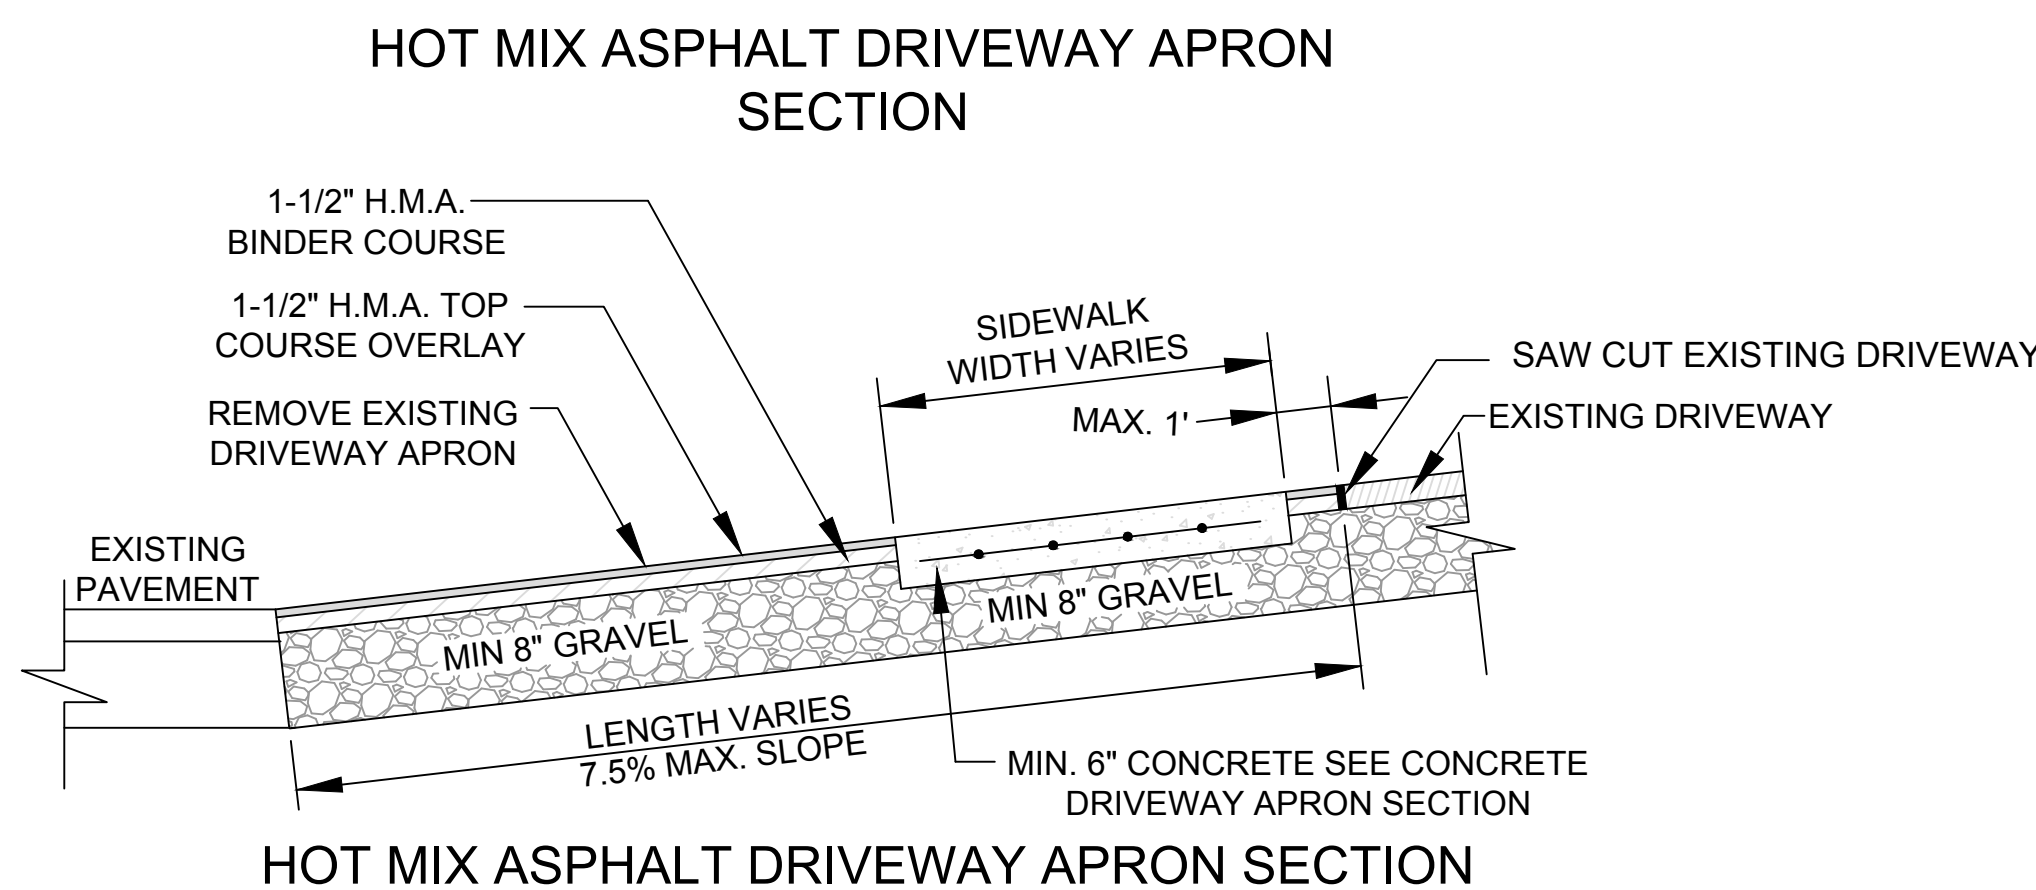 HOT MIX ASPHALT DRIVEWAY APRON
SECTION
1-1/2" H.M.A.
BINDER COURSE
1-1/2" H.M.A. TOP
COURSE OVERLAY
REMOVE EXISTING
DRIVEWAY APRON
EXISTING
PAVEMENT
SIDEWALK
WIDTH VARIES
MAX. 1'
SAW CUT EXISTING DRIVEWAY
EXISTING DRIVEWAY
MIN 8" GRAVEL
MIN 8" GRAVEL
LENGTH VARIES
7.5% MAX. SLOPE
MIN. 6" CONCRETE SEE CONCRETE
DRIVEWAY APRON SECTION
HOT MIX ASPHALT DRIVEWAY APRON SECTION